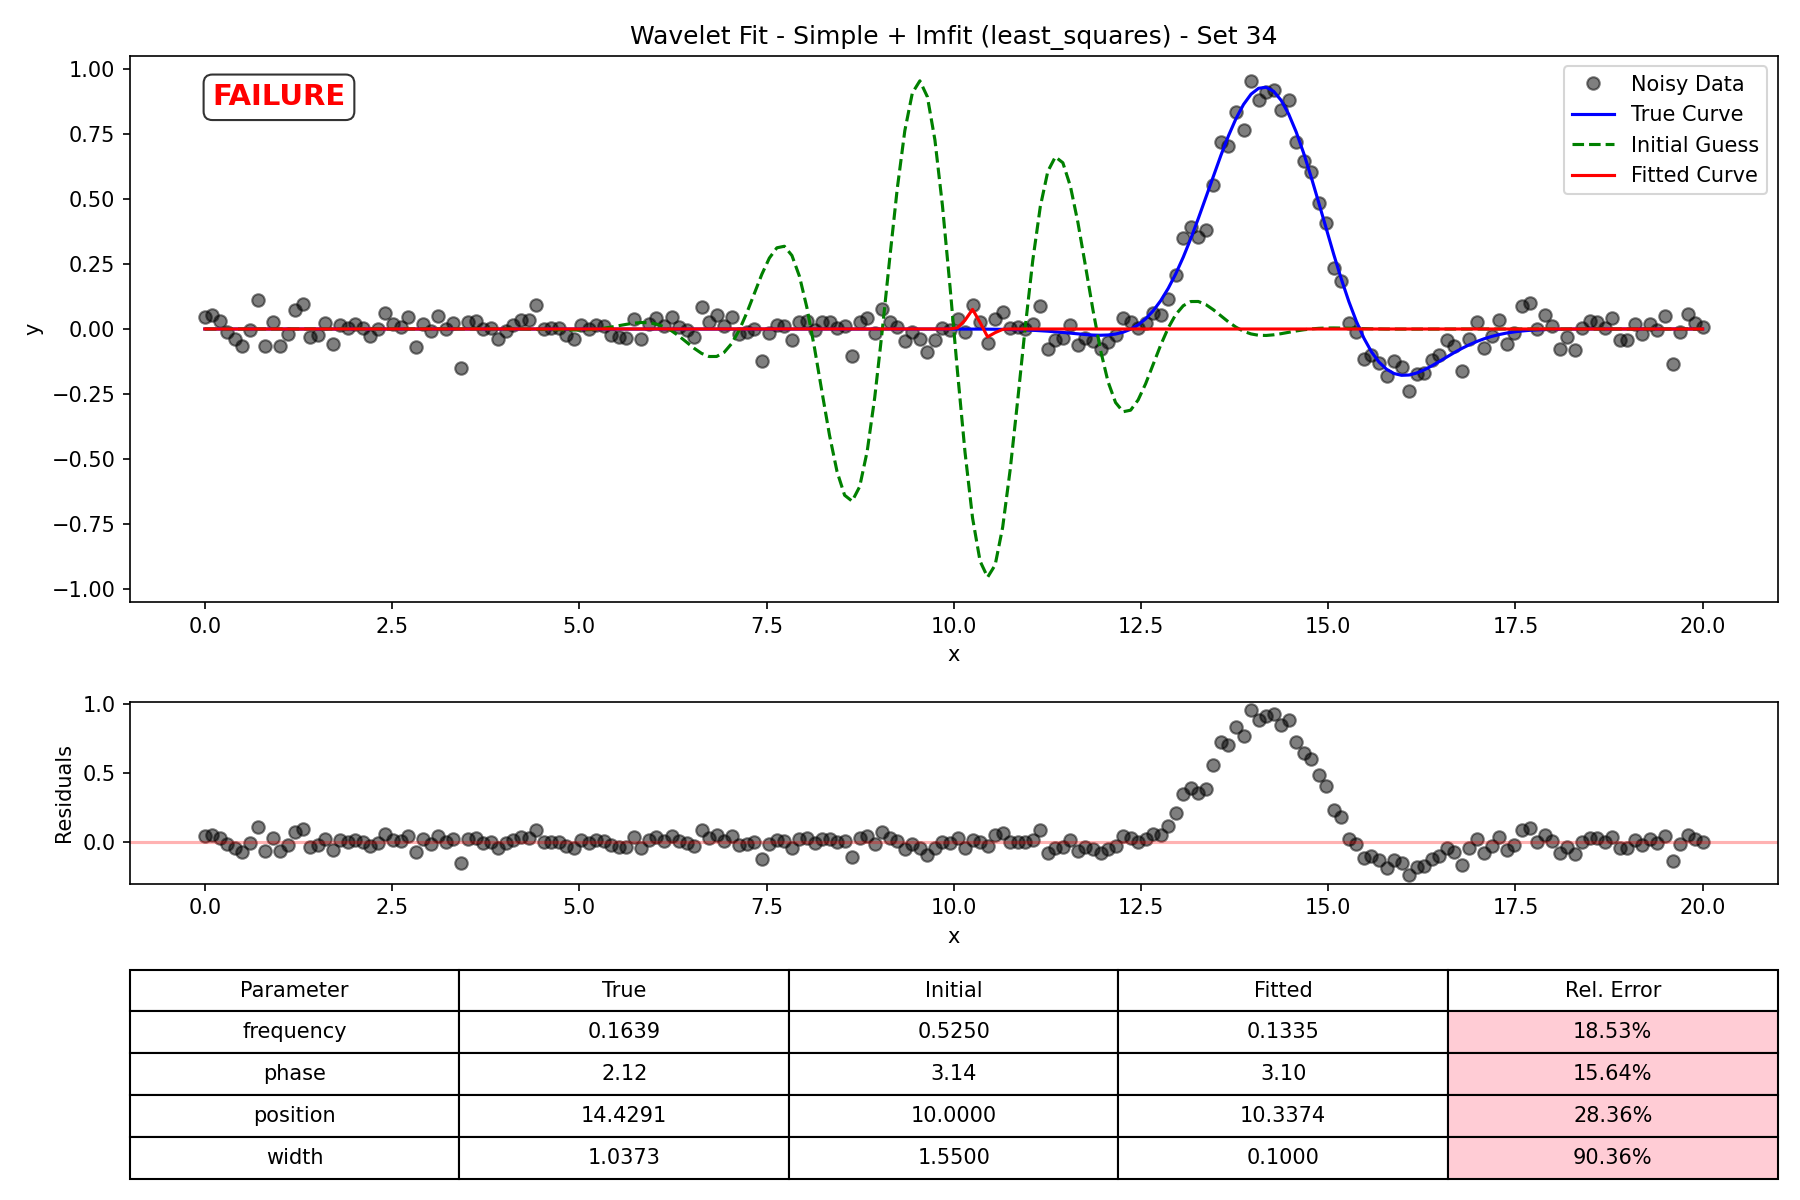 Wavelet Fit - Simple + lmfit (least_squares) - Set 34
FAILURE
Noisy Data
True Curve
Initial Guess
Fitted Curve
1.00
0.75
0.50
0.25
0.00
−0.25
−0.50
−0.75
−1.00
y
0.0 2.5 5.0 7.5 10.0 12.5 15.0 17.5 20.0
x
1.0
0.5
0.0
Residuals
0.0 2.5 5.0 7.5 10.0 12.5 15.0 17.5 20.0
x
Parameter True Initial Fitted Rel. Error
frequency 0.1639 0.5250 0.1335 18.53%
phase 2.12 3.14 3.10 15.64%
position 14.4291 10.0000 10.3374 28.36%
width 1.0373 1.5500 0.1000 90.36%